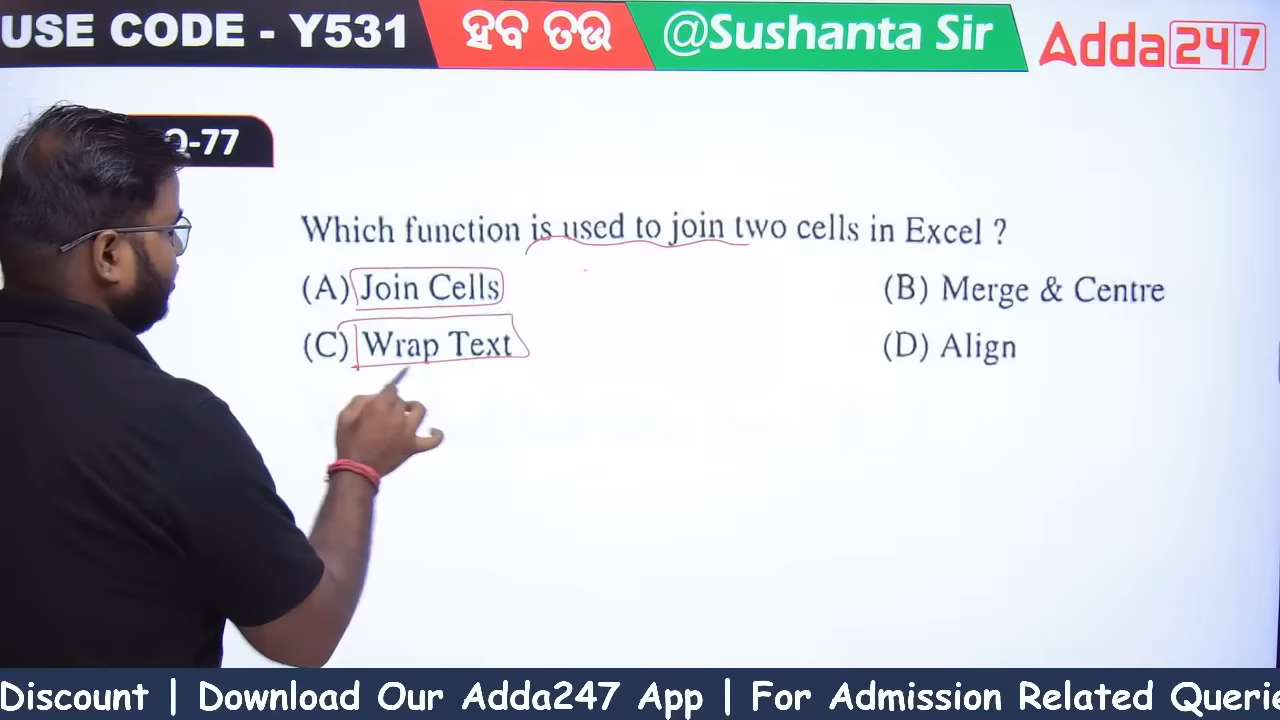 USE CODE - Y531
ହବ ତଉ
@Sushanta Sir
Adda247
Q-77
Which function is used to join two cells in Excel ?
(A) Join Cells
(B) Merge & Centre
(C) Wrap Text
(D) Align
Discount | Download Our Adda247 App | For Admission Related Querie